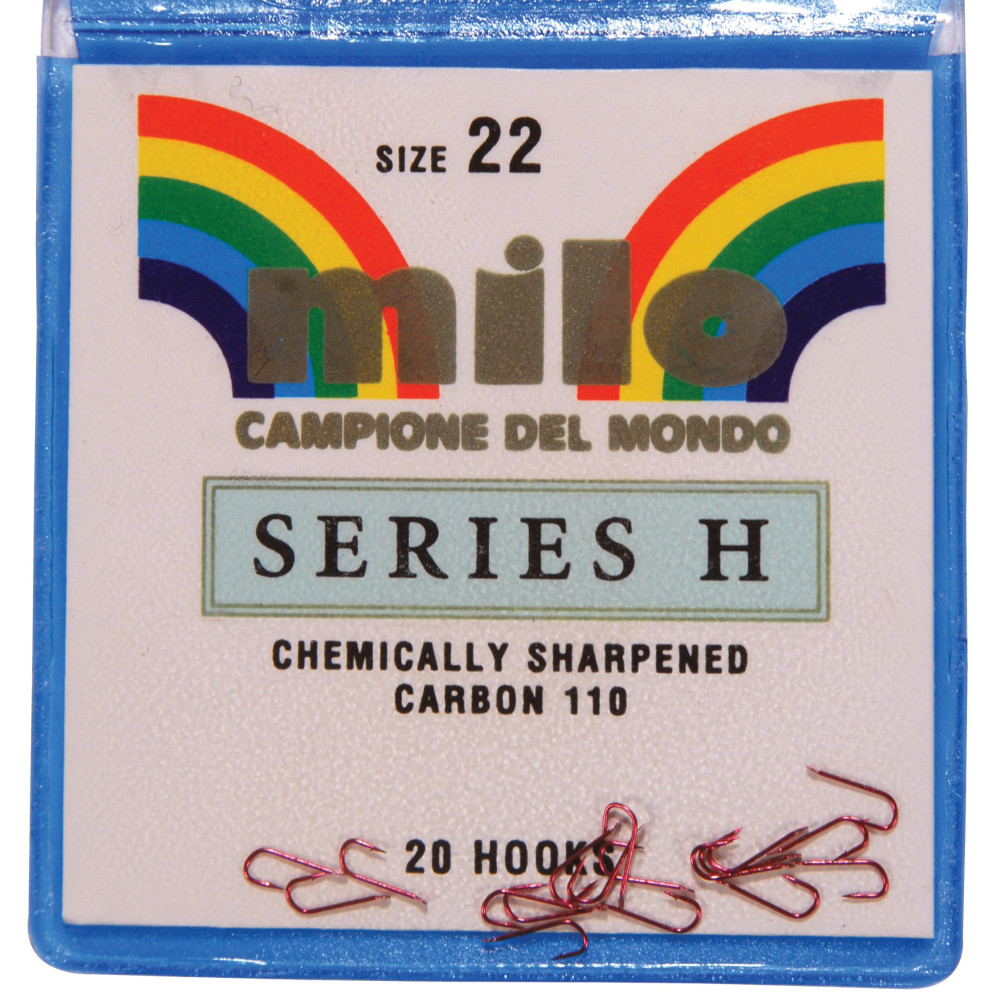 SIZE 22
milo
CAMPIONE DEL MONDO
SERIES H
CHEMICALLY SHARPENED
CARBON 110
20 HOOKS